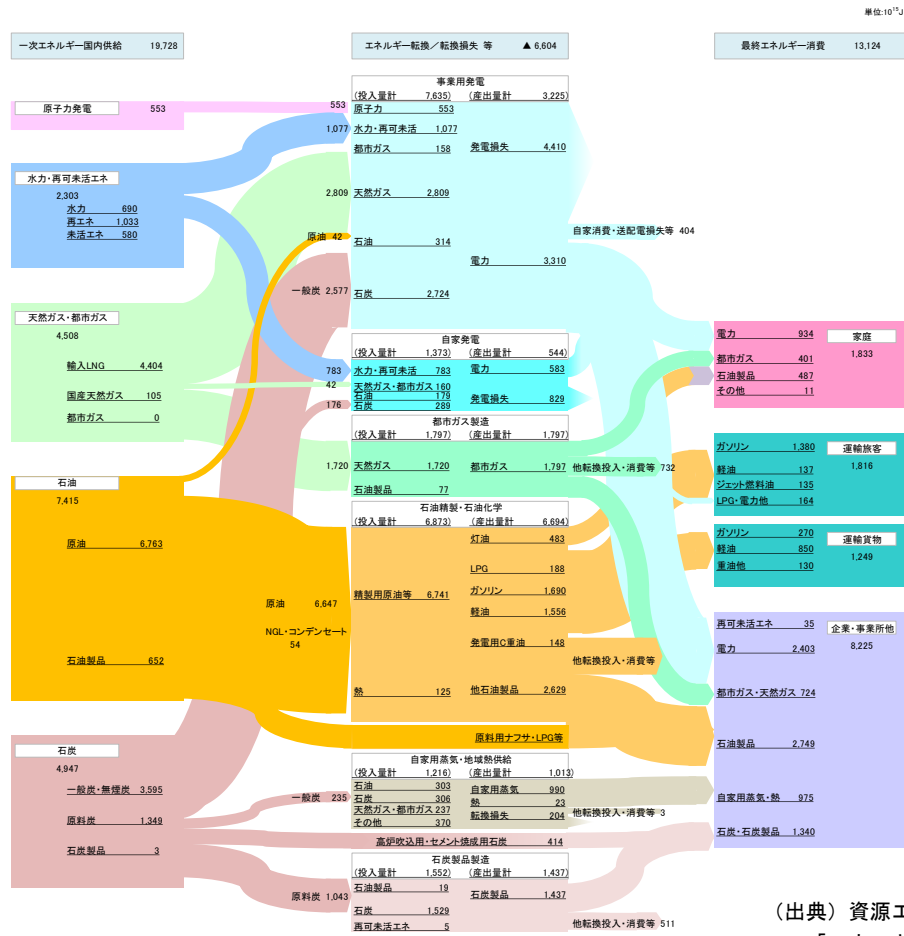 単位:10¹⁵J
一次エネルギー国内供給 19,728
エネルギー転換／転換損失 等 ▲ 6,604
最終エネルギー消費 13,124
原子力発電 553
水力・再可未活エネ
2,303
水力 690
再エネ 1,033
未活エネ 580
天然ガス・都市ガス
4,508
輸入LNG 4,404
国産天然ガス 105
都市ガス 0
石油
7,415
原油 6,763
石油製品 652
石炭
4,947
一般炭・無煙炭 3,595
原料炭 1,349
石炭製品 3
553
1,077
2,809
原油 42
一般炭 2,577
783
42
176
1,720
原油 6,647
NGL・コンデンセート
54
一般炭 235
原料炭 1,043
事業用発電
(投入量計 7,635) (産出量計 3,225)
原子力 553
水力・再可未活 1,077
都市ガス 158 発電損失 4,410
天然ガス 2,809
石油 314
電力 3,310
石炭 2,724
自家消費・送配電損失等 404
自家発電
(投入量計 1,373) (産出量計 544)
水力・再可未活 783 電力 583
天然ガス・都市ガス 160
石油 179
石炭 289
発電損失 829
都市ガス製造
(投入量計 1,797) (産出量計 1,797)
天然ガス 1,720 都市ガス 1,797
石油製品 77
他転換投入・消費等 732
石油精製・石油化学
(投入量計 6,873) (産出量計 6,694)
灯油 483
LPG 188
精製用原油等 6,741 ガソリン 1,690
軽油 1,556
発電用C重油 148
熱 125 他石油製品 2,629
他転換投入・消費等
原料用ナフサ・LPG等
自家用蒸気・地域熱供給
(投入量計 1,216) (産出量計 1,013)
石油 303
石炭 306
天然ガス・都市ガス 237
その他 370
自家用蒸気 990
熱 23
転換損失 204
他転換投入・消費等 3
高炉吹込用・セメント焼成用石炭 414
石炭製品製造
(投入量計 1,552) (産出量計 1,437)
石油製品 19
石炭製品 1,437
石炭 1,529
再可未活エネ 5
他転換投入・消費等 511
電力 934
都市ガス 401
石油製品 487
その他 11
家庭
1,833
ガソリン 1,380
軽油 137
ジェット燃料油 135
LPG・電力他 164
運輸旅客
1,816
ガソリン 270
軽油 850
重油他 130
運輸貨物
1,249
再可未活エネ 35
電力 2,403
都市ガス・天然ガス 724
石油製品 2,749
自家用蒸気・熱 975
石炭・石炭製品 1,340
企業・事業所他
8,225
（出典）資源エ